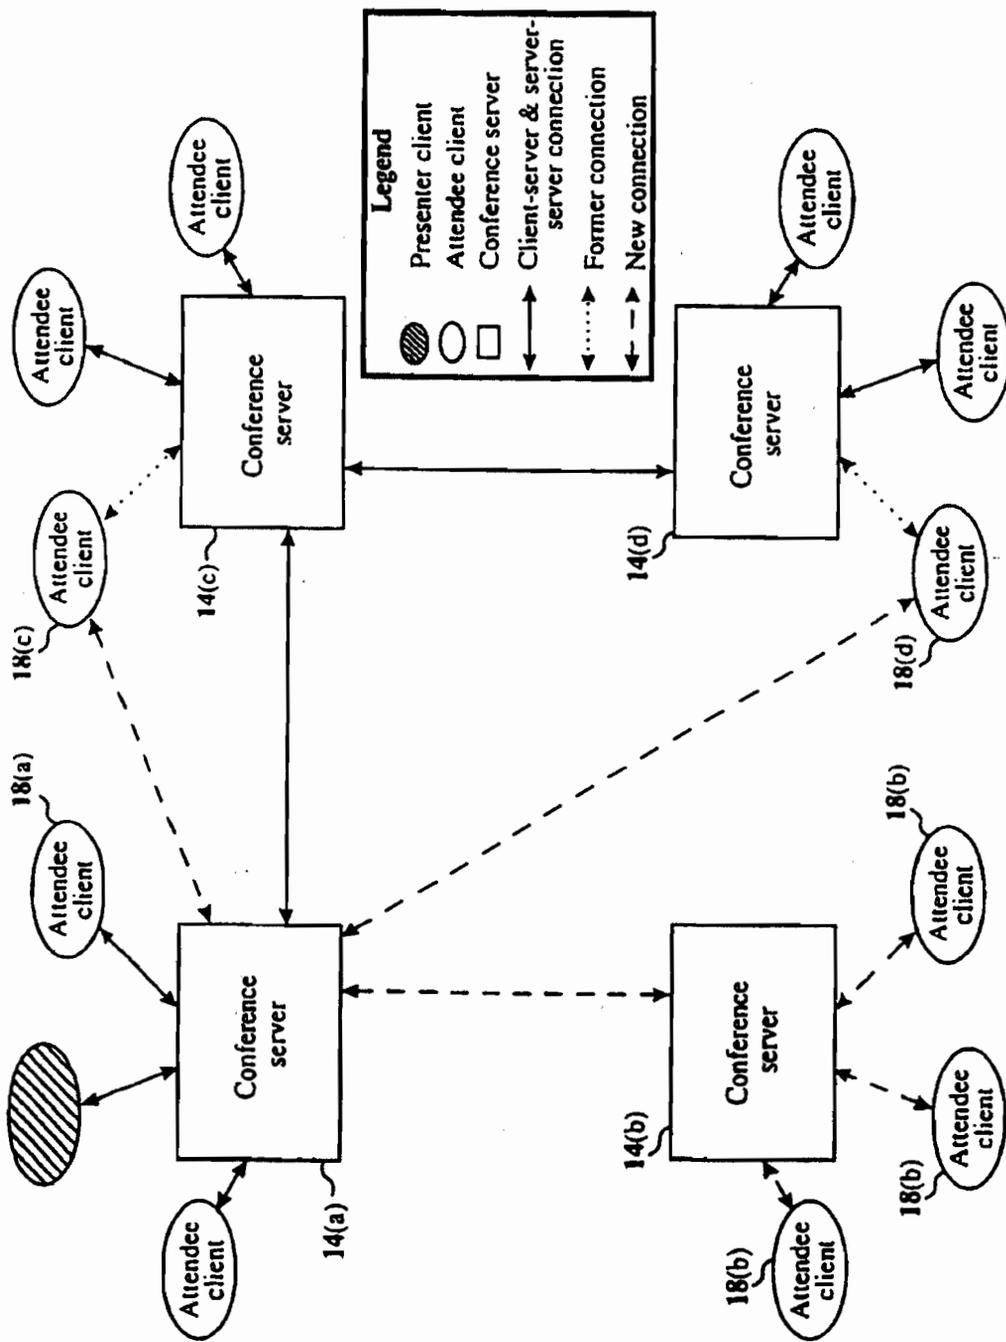 18(a)
18(c)
Attendee
client
Attendee
client
Attendee
client
Attendee
client
Attendee
client
Conference
server
14(a)
Conference
server
14(c)
Legend
Presenter client
Attendee client
Conference server
Client-server & server-
server connection
Former connection
New connection
14(b)
Conference
server
14(d)
Conference
server
18(b)
Attendee
client
18(b)
Attendee
client
18(b)
Attendee
client
18(d)
Attendee
client
Attendee
client
Attendee
client